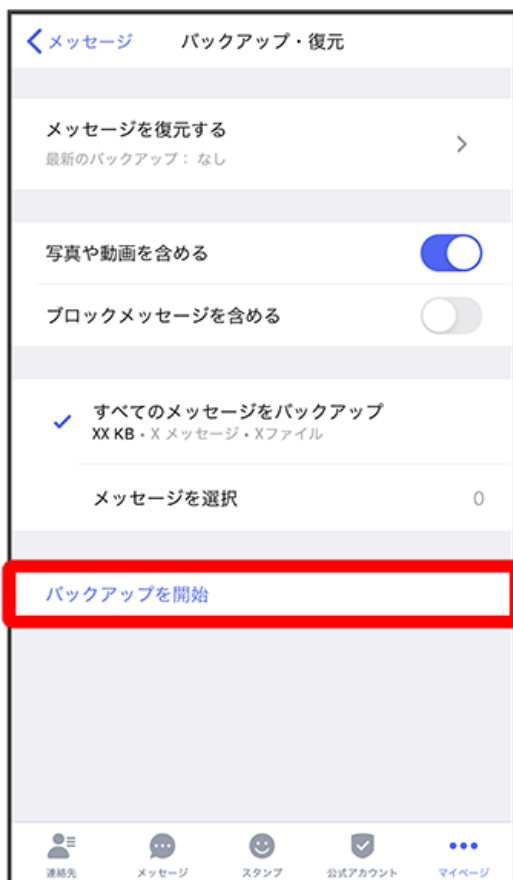 メッセージ バックアップ・復元
メッセージを復元する
最新のバックアップ： なし
写真や動画を含める
ブロックメッセージを含める
すべてのメッセージをバックアップ
XX KB・X メッセージ・Xファイル
メッセージを選択 0
バックアップを開始
連絡先 メッセージ スタンプ 公式アカウント マイページ